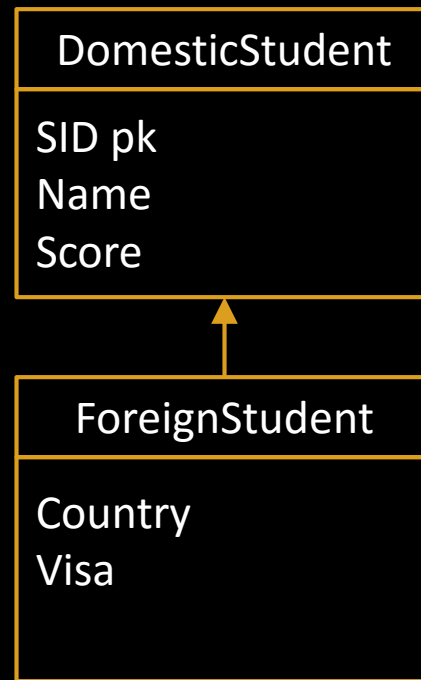 DomesticStudent
SID pk
Name
Score
ForeignStudent
Country
Visa